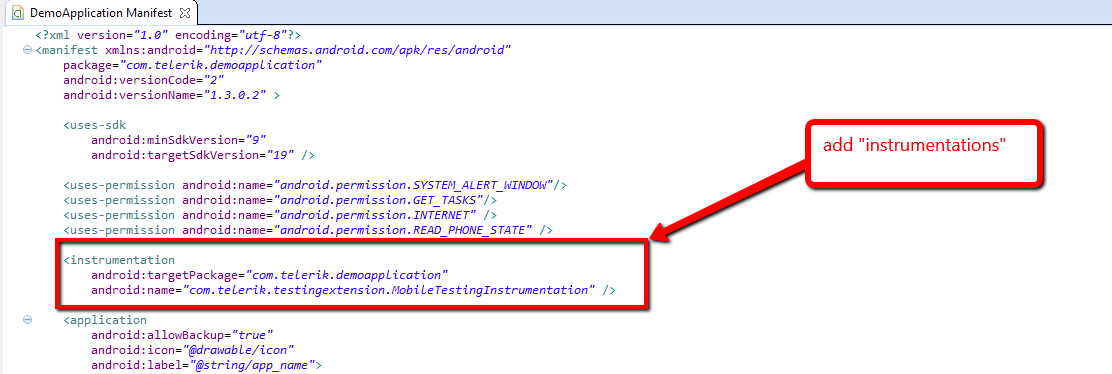 DemoApplication Manifest
<?xml version="1.0" encoding="utf-8"?>
<manifest xmlns:android="http://schemas.android.com/apk/res/android"
package="com.telerik.demoapplication"
android:versionCode="2"
android:versionName="1.3.0.2" >
<uses-sdk
android:minSdkVersion="9"
android:targetSdkVersion="19" />
add "instrumentations"
<uses-permission android:name="android.permission.SYSTEM_ALERT_WINDOW"/>
<uses-permission android:name="android.permission.GET_TASKS"/>
<uses-permission android:name="android.permission.INTERNET" />
<uses-permission android:name="android.permission.READ_PHONE_STATE" />
<instrumentation
android:targetPackage="com.telerik.demoapplication"
android:name="com.telerik.testingextension.MobileTestingInstrumentation" />
<application
android:allowBackup="true"
android:icon="@drawable/icon"
android:label="@string/app_name">